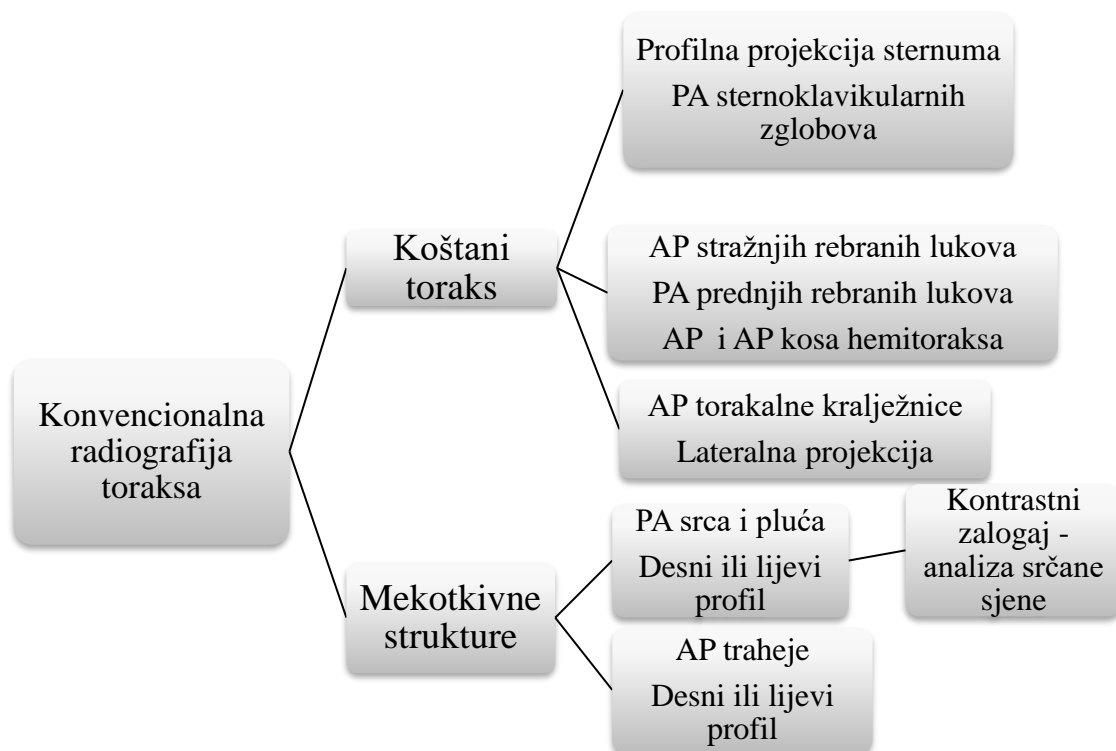 Konvencionalna
radiografija
toraksa
Koštani
toraks
Profilna projekcija sternuma
PA sternoklavikularnih
zglobova
AP stražnjih rebranih lukova
PA prednjih rebranih lukova
AP i AP kosa hemitoraksa
AP torakalne kralježnice
Lateralna projekcija
Mekotkivne
strukture
PA srca i pluća
Desni ili lijevi
profil
Kontrastni
zalogaj -
analiza srčane
sjene
AP traheje
Desni ili lijevi
profil